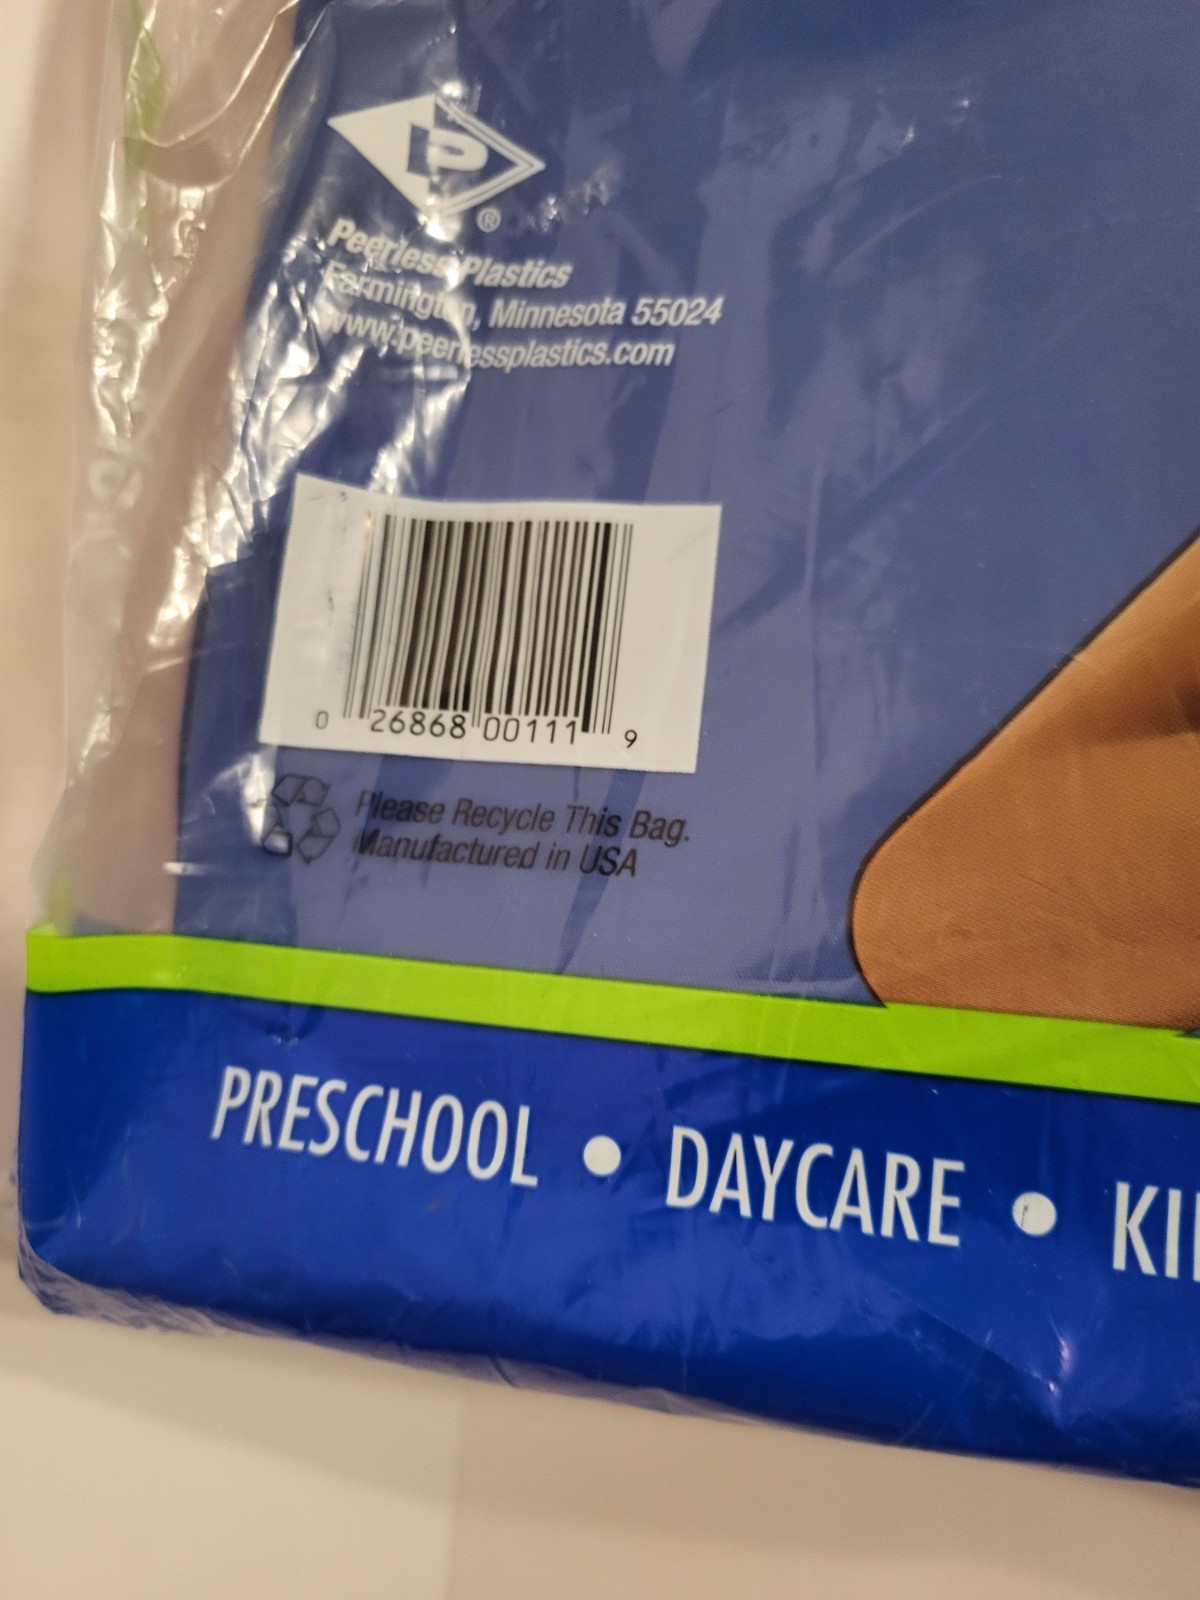 P
®
Peerless Plastics
Farmington, Minnesota 55024
www.peerlessplastics.com
0 26868 00111 9
Please Recycle This Bag.
Manufactured in USA
PRESCHOOL • DAYCARE • KI